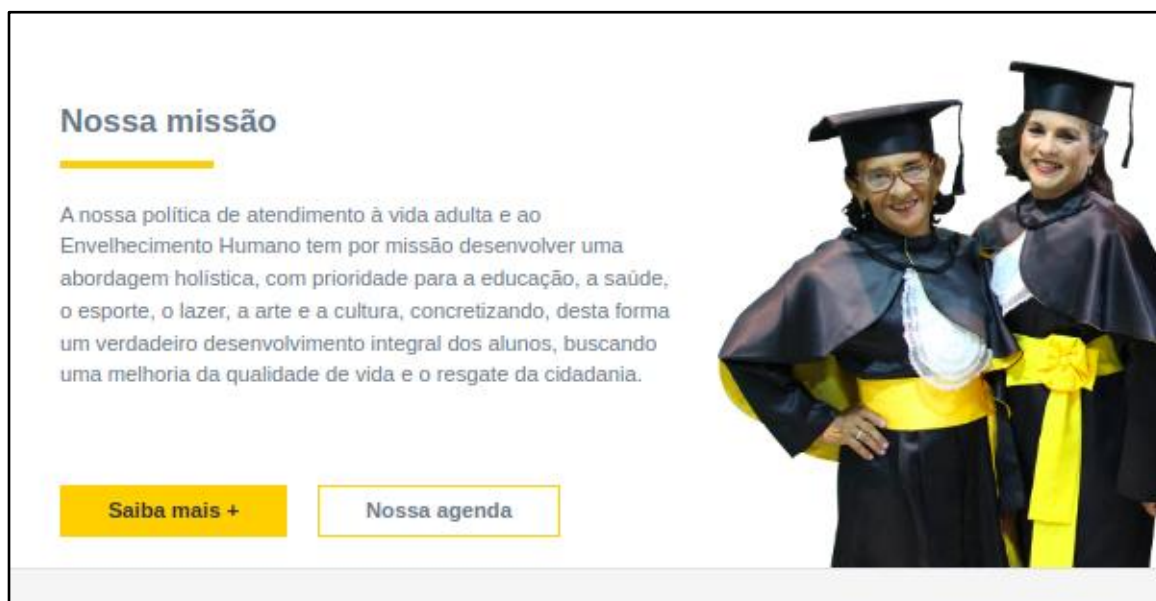 Nossa missão
A nossa política de atendimento à vida adulta e ao
Envelhecimento Humano tem por missão desenvolver uma
abordagem holística, com prioridade para a educação, a saúde,
o esporte, o lazer, a arte e a cultura, concretizando, desta forma
um verdadeiro desenvolvimento integral dos alunos, buscando
uma melhoria da qualidade de vida e o resgate da cidadania.
Saiba mais +
Nossa agenda